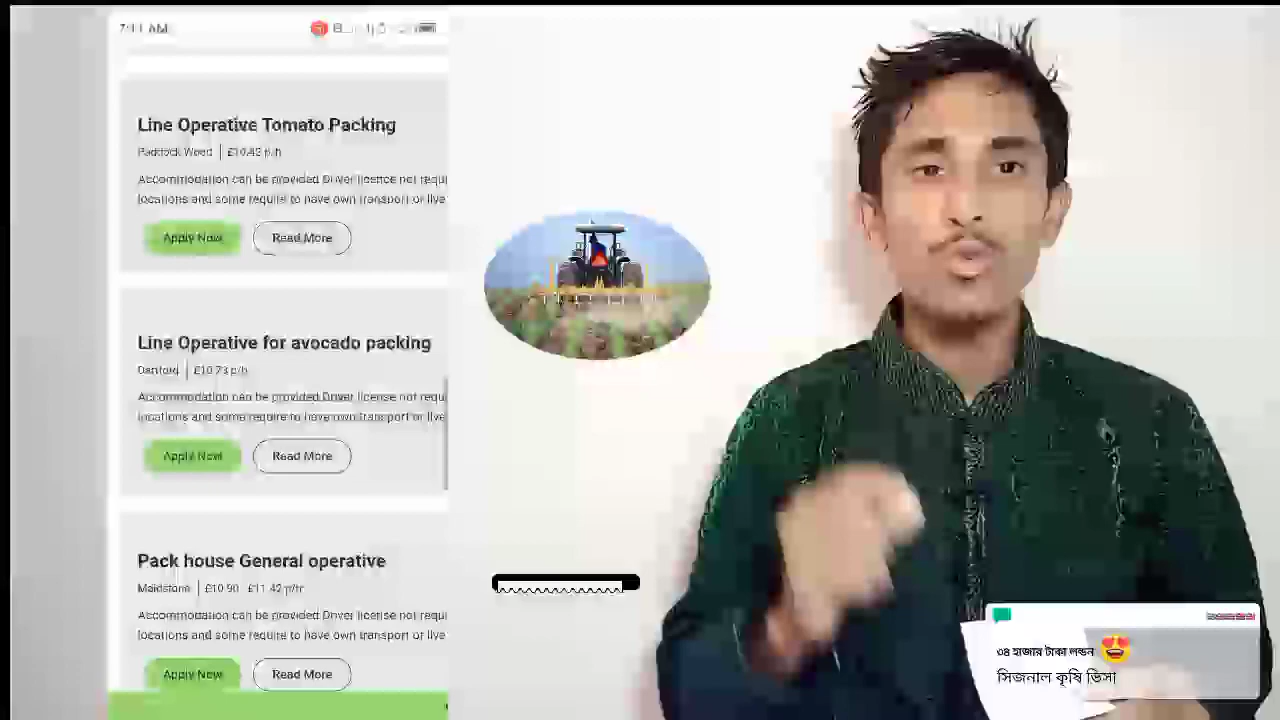 7:11 AM
Line Operative Tomato Packing
Paddock Wood | £10.42 p/h
Accommodation can be provided Driver licence not requi
locations and some require to have own transport or live
Apply Now
Read More
Line Operative for avocado packing
Dartford | £10.73 p/h
Accommodation can be provided Driver license not requi
locations and some require to have own transport or live
Apply Now
Read More
Pack house General operative
Maidstone | £10.90 £11.42 p/hr
Accommodation can be provided Driver license not requi
locations and some require to have own transport or live
Apply Now
Read More
৩৪ হাজার টাকা লন্ডন 😍
সিজনাল কৃষি ভিসা